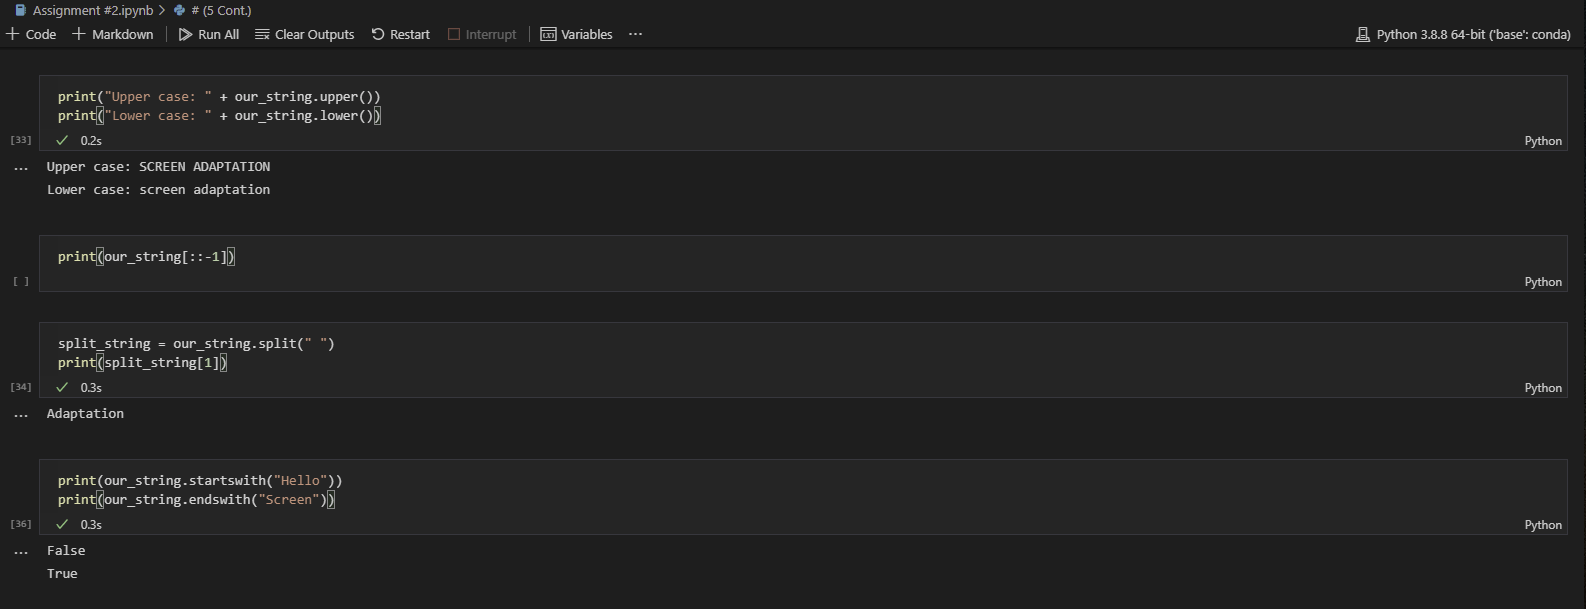 Assignment #2.ipynb > # (5 Cont.)
+ Code + Markdown Run All Clear Outputs Restart Interrupt Variables ··· Python 3.8.8 64-bit ('base': conda)
print("Upper case: " + our_string.upper())
print("Lower case: " + our_string.lower())
[33] ✓ 0.2s Python
... Upper case: SCREEN ADAPTATION
Lower case: screen adaptation
print(our_string[::-1])
[ ] Python
split_string = our_string.split(" ")
print(split_string[1])
[34] ✓ 0.3s Python
... Adaptation
print(our_string.startswith("Hello"))
print(our_string.endswith("Screen"))
[36] ✓ 0.3s Python
... False
True